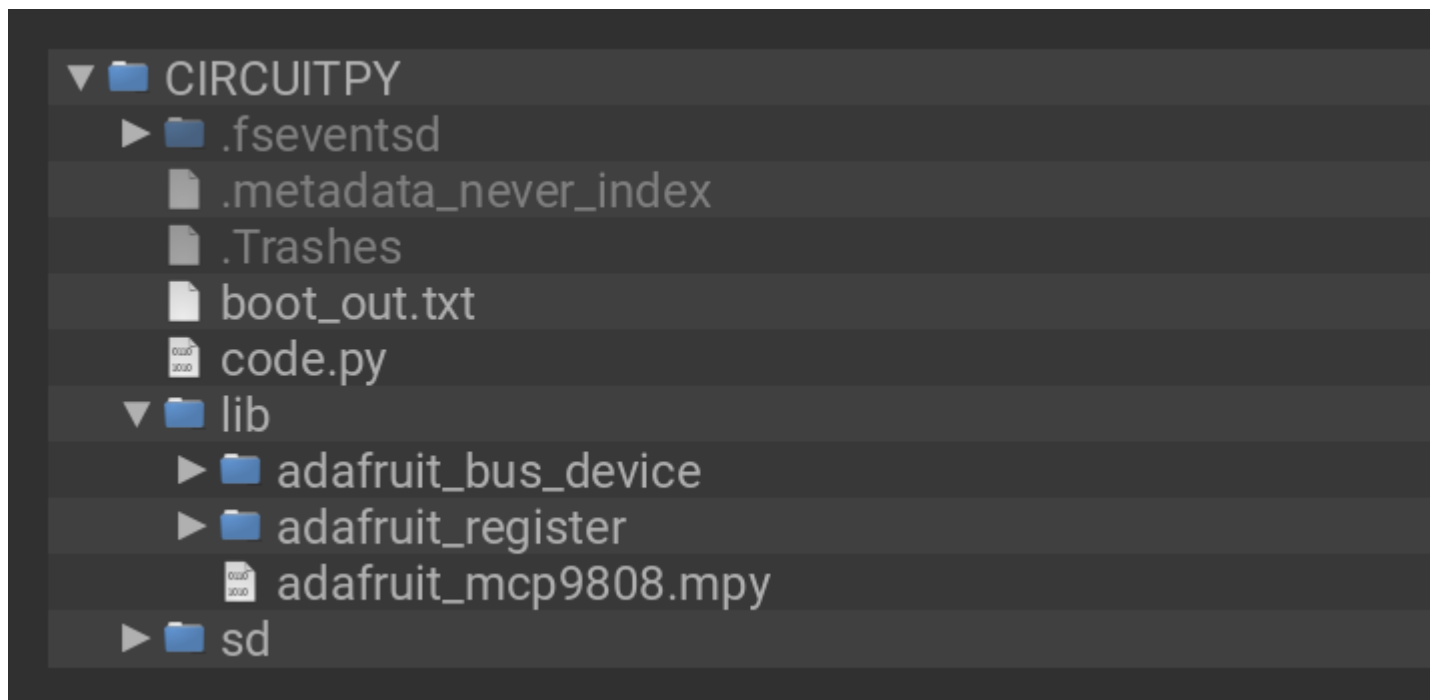 CIRCUITPY
.fseventsd
.metadata_never_index
.Trashes
boot_out.txt
code.py
lib
adafruit_bus_device
adafruit_register
adafruit_mcp9808.mpy
sd